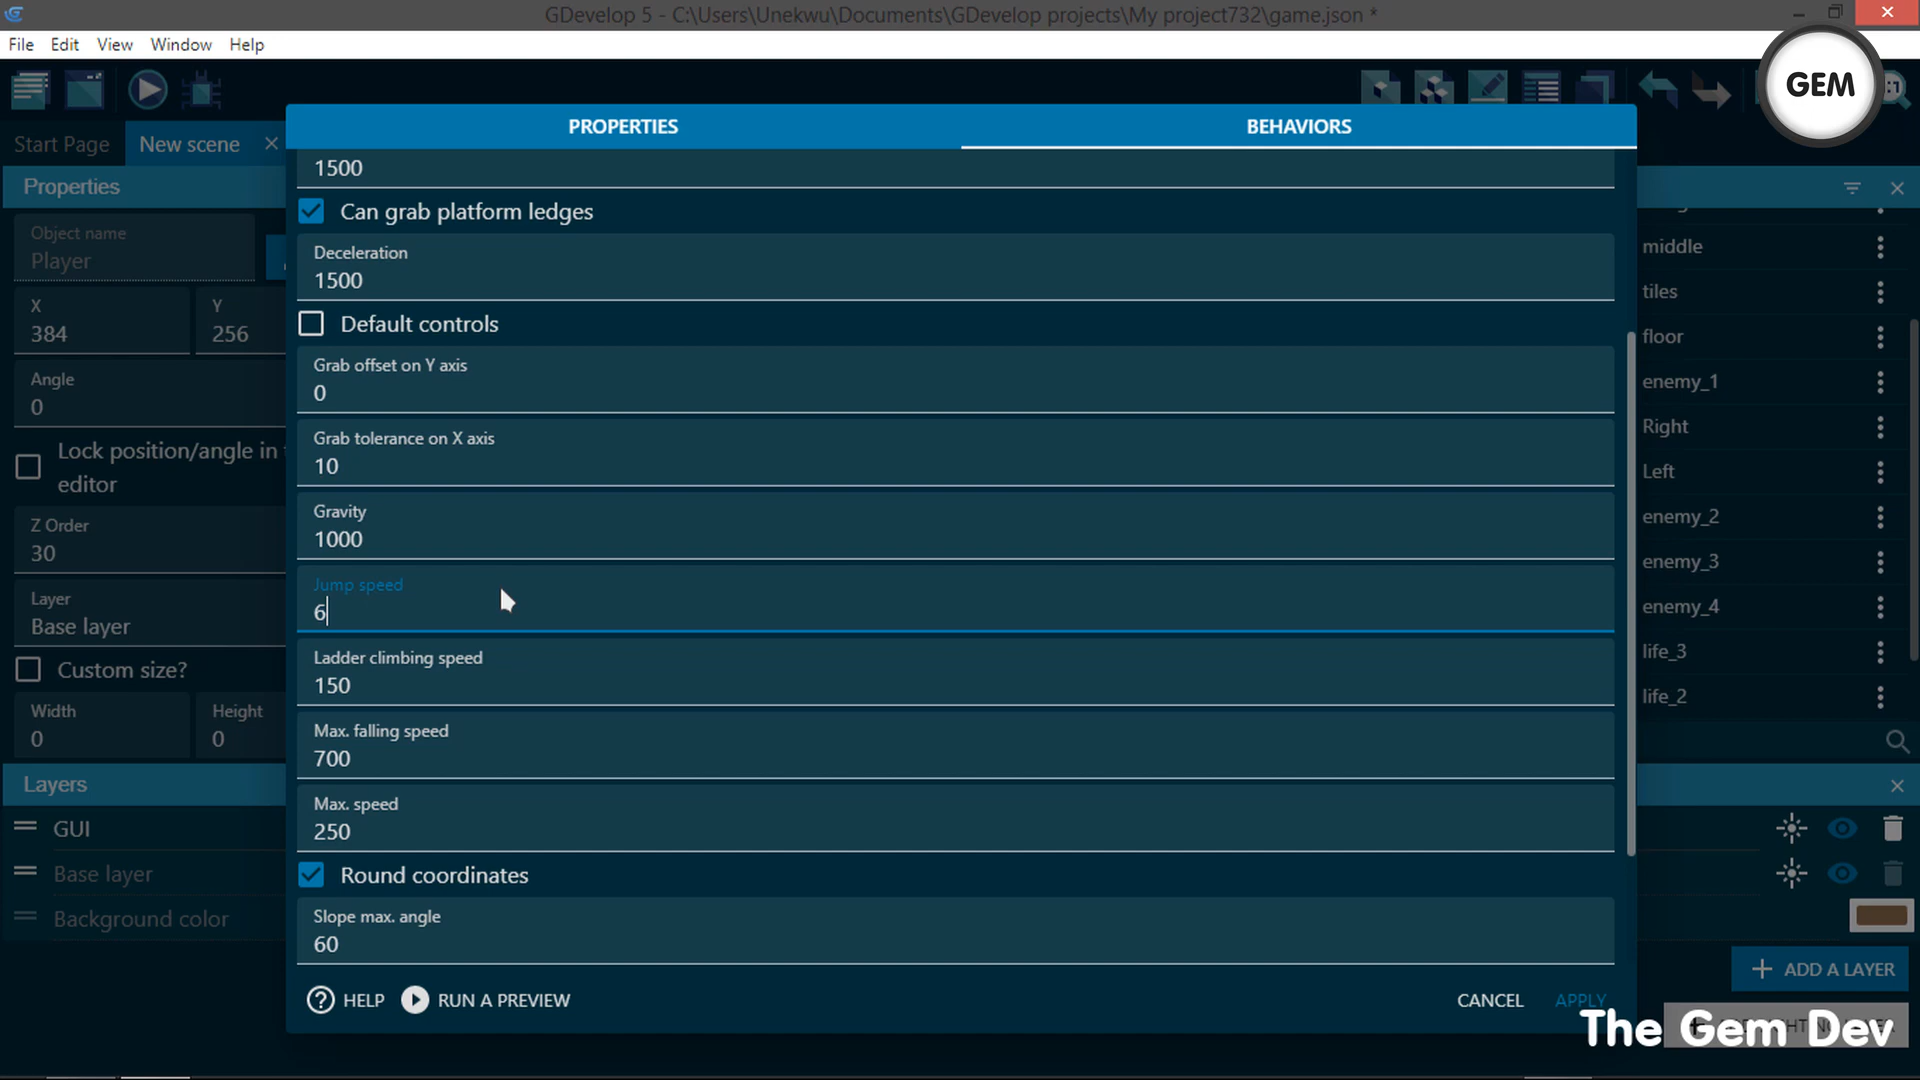 GDevelop 5 - C:\Users\Unekwu\Documents\GDevelop projects\My project732\game.json *
File Edit View Window Help
GEM
Start Page New scene
PROPERTIES BEHAVIORS
Properties
Object name
Player
X Y
384 256
Angle
0
Lock position/angle in
editor
Z Order
30
Layer
Base layer
Custom size?
Width Height
0 0
Layers
GUI
Base layer
Background color
1500
Can grab platform ledges
Deceleration
1500
Default controls
Grab offset on Y axis
0
Grab tolerance on X axis
10
Gravity
1000
Jump speed
6
Ladder climbing speed
150
Max. falling speed
700
Max. speed
250
Round coordinates
Slope max. angle
60
HELP RUN A PREVIEW
CANCEL APPLY
middle
tiles
floor
enemy_1
Right
Left
enemy_2
enemy_3
enemy_4
life_3
life_2
ADD A LAYER
The Gem Dev